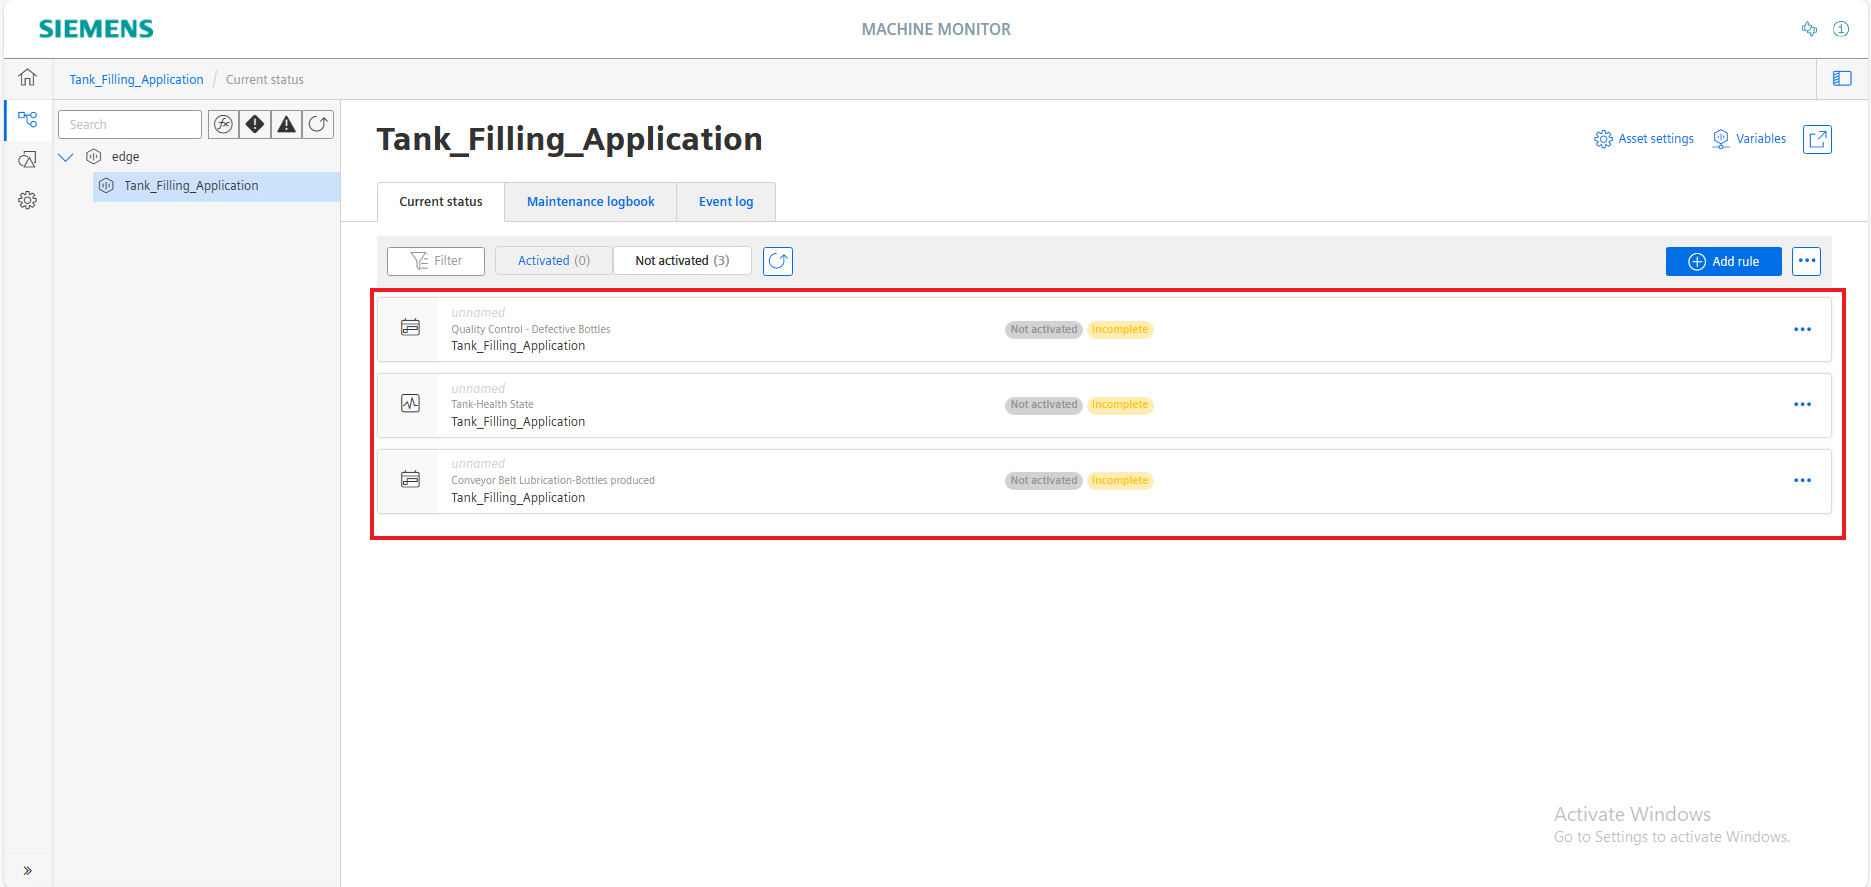 SIEMENS
MACHINE MONITOR
Tank_Filling_Application / Current status
Search
edge
Tank_Filling_Application
Tank_Filling_Application
Asset settings
Variables
Current status
Maintenance logbook
Event log
Filter
Activated (0)
Not activated (3)
Add rule
unnamed
Quality Control - Defective Bottles
Tank_Filling_Application
Not activated
Incomplete
unnamed
Tank-Health State
Tank_Filling_Application
Not activated
Incomplete
unnamed
Conveyor Belt Lubrication-Bottles produced
Tank_Filling_Application
Not activated
Incomplete
Activate Windows
Go to Settings to activate Windows.